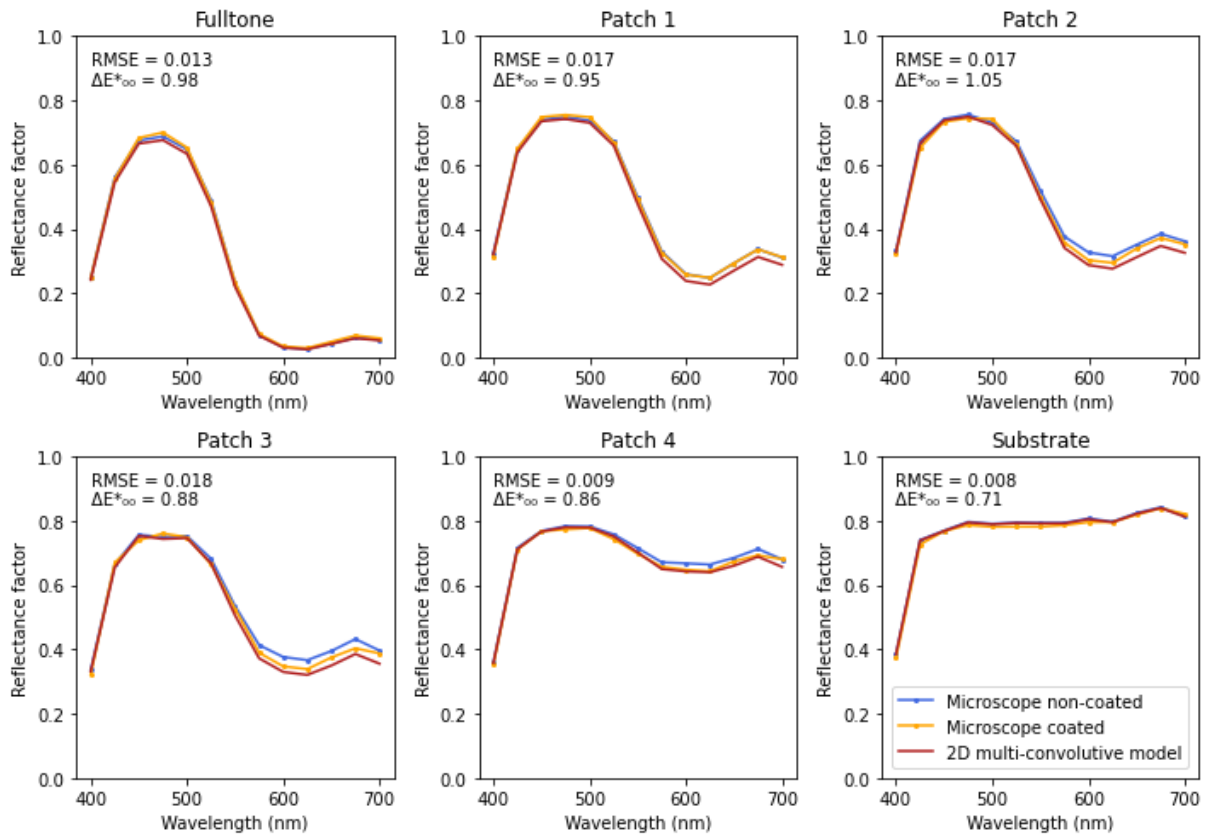 Fulltone
RMSE = 0.013
ΔE*₀₀ = 0.98
1.0
0.8
0.6
0.4
0.2
0.0
Reflectance factor
400
500
600
700
Wavelength (nm)
Patch 1
RMSE = 0.017
ΔE*₀₀ = 0.95
1.0
0.8
0.6
0.4
0.2
0.0
Reflectance factor
400
500
600
700
Wavelength (nm)
Patch 2
RMSE = 0.017
ΔE*₀₀ = 1.05
1.0
0.8
0.6
0.4
0.2
0.0
Reflectance factor
400
500
600
700
Wavelength (nm)
Patch 3
RMSE = 0.018
ΔE*₀₀ = 0.88
1.0
0.8
0.6
0.4
0.2
0.0
Reflectance factor
400
500
600
700
Wavelength (nm)
Patch 4
RMSE = 0.009
ΔE*₀₀ = 0.86
1.0
0.8
0.6
0.4
0.2
0.0
Reflectance factor
400
500
600
700
Wavelength (nm)
Substrate
RMSE = 0.008
ΔE*₀₀ = 0.71
1.0
0.8
0.6
0.4
0.2
0.0
Reflectance factor
Microscope non-coated
Microscope coated
2D multi-convolutive model
400
500
600
700
Wavelength (nm)